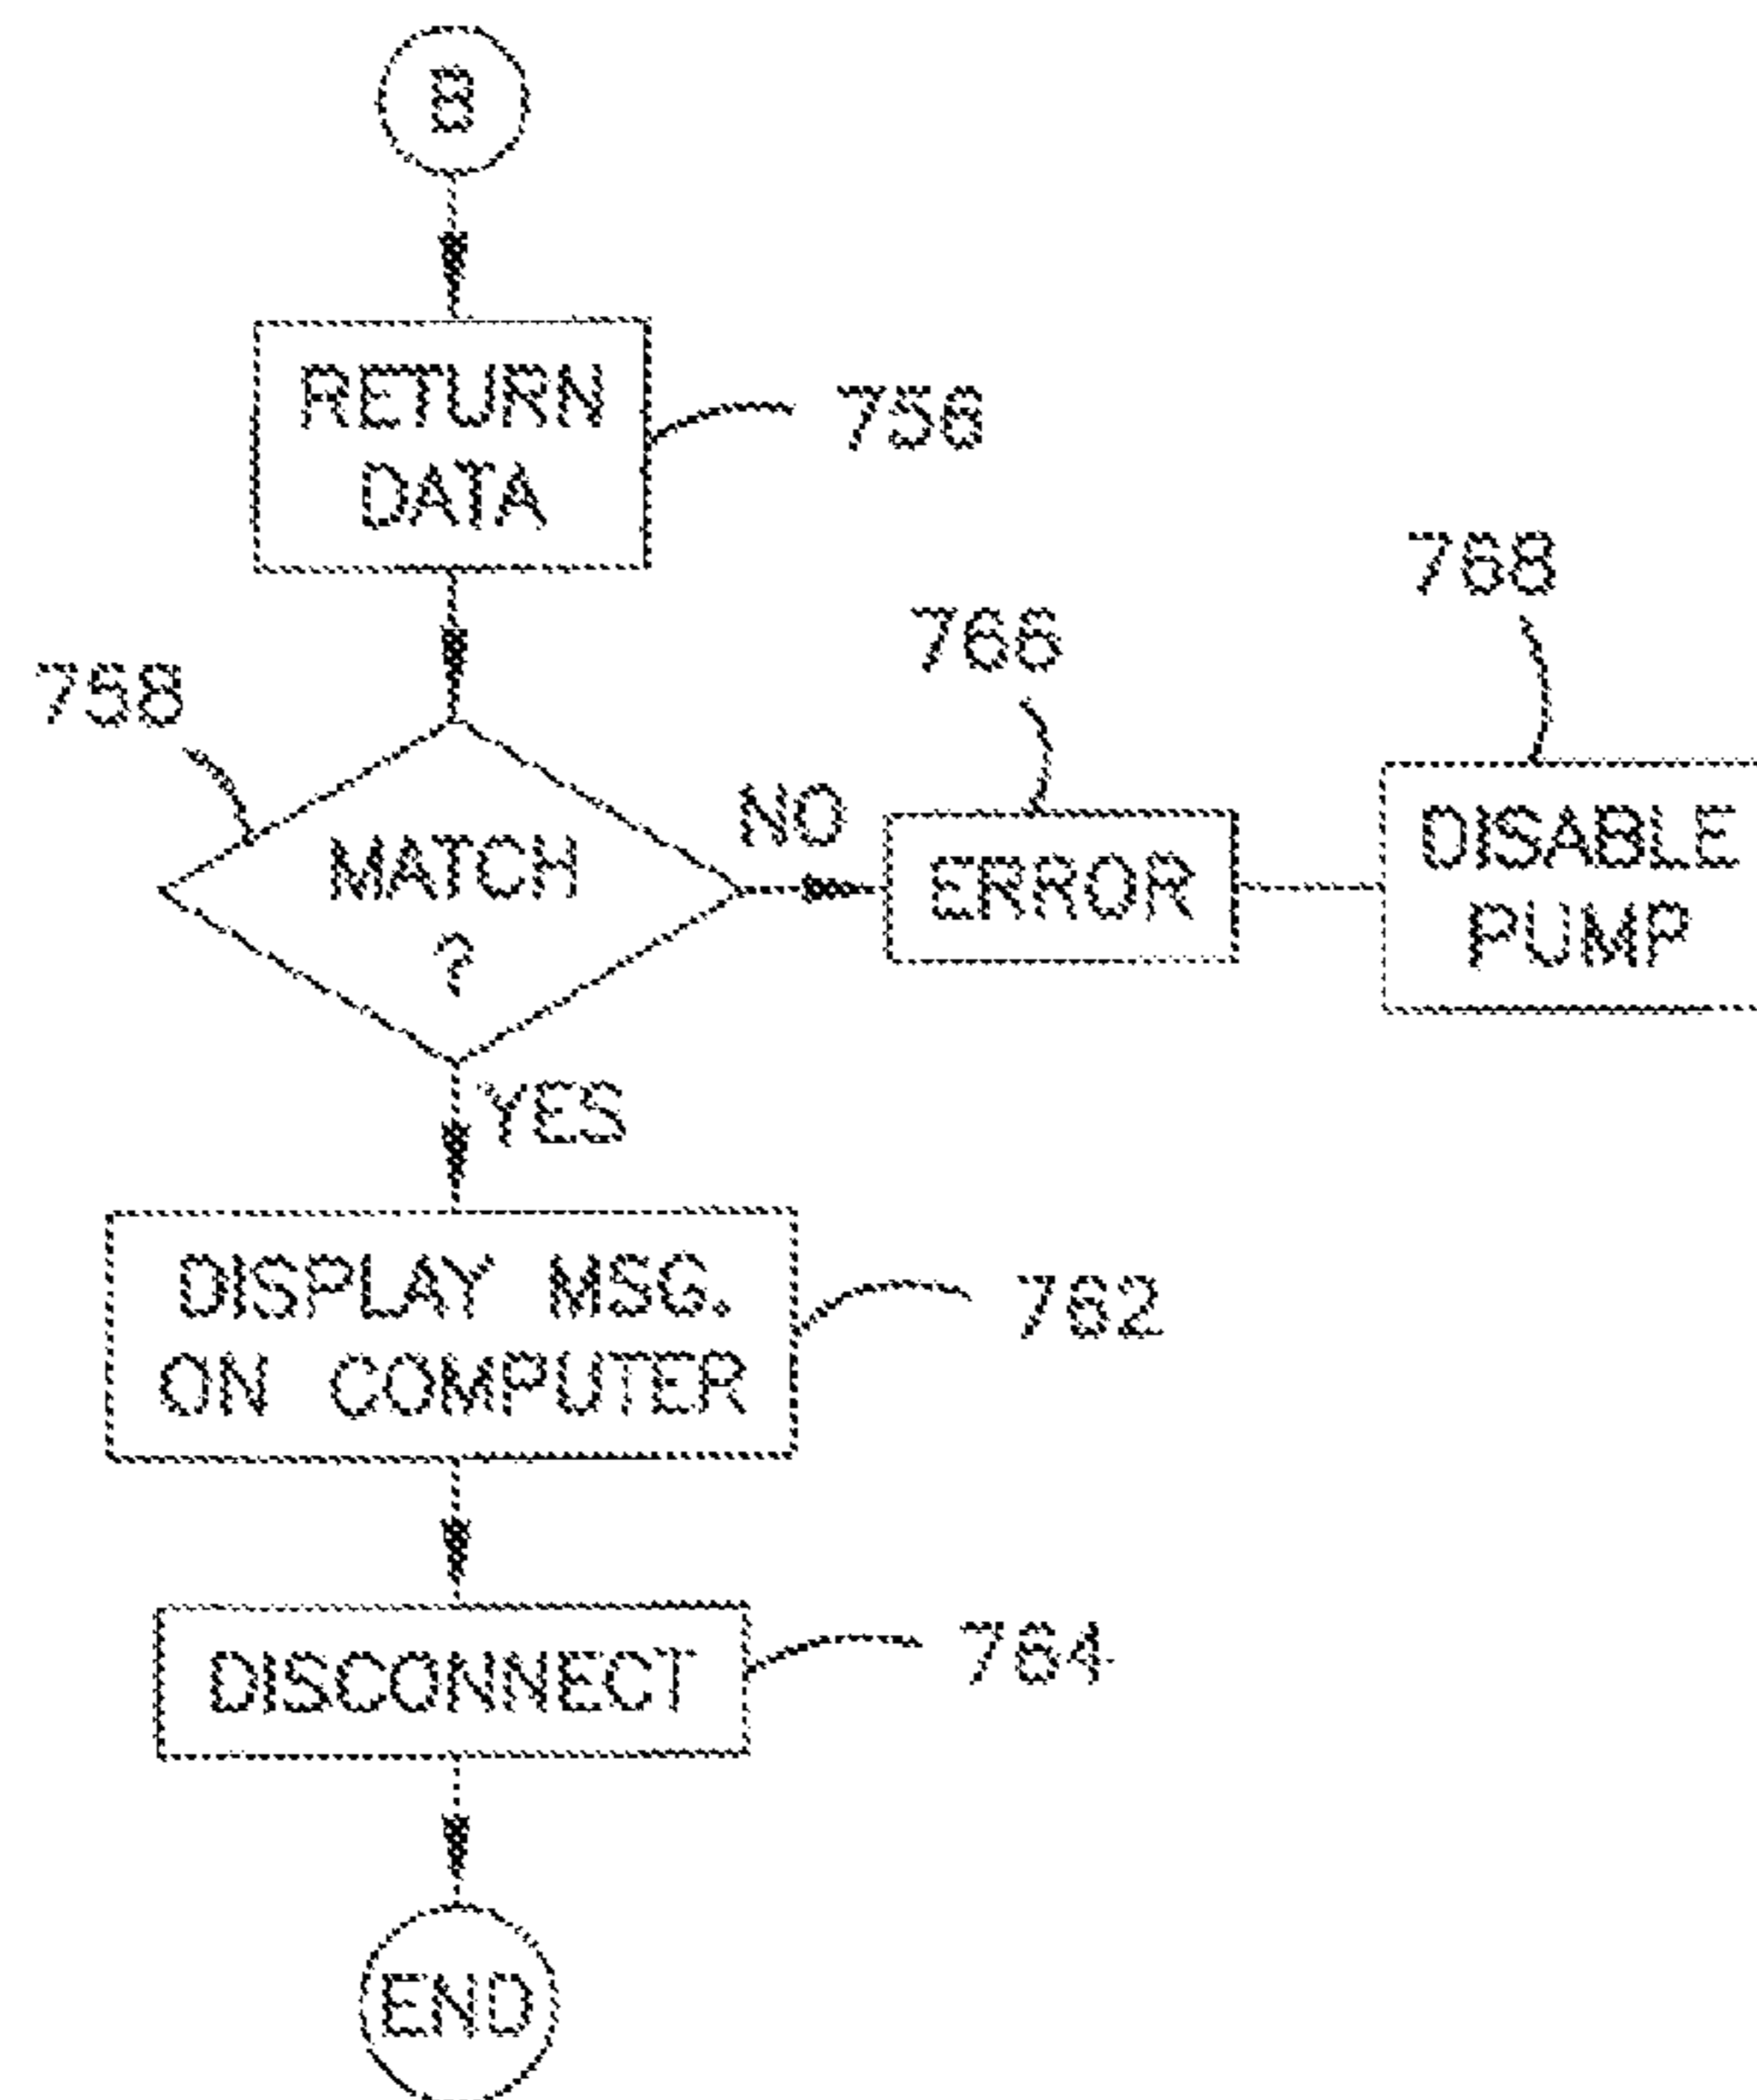 B
RETURN
DATA
756
758
MATCH
?
NO
766
ERROR
768
DISABLE
PUMP
YES
DISPLAY MSG.
ON COMPUTER
762
DISCONNECT
764
END